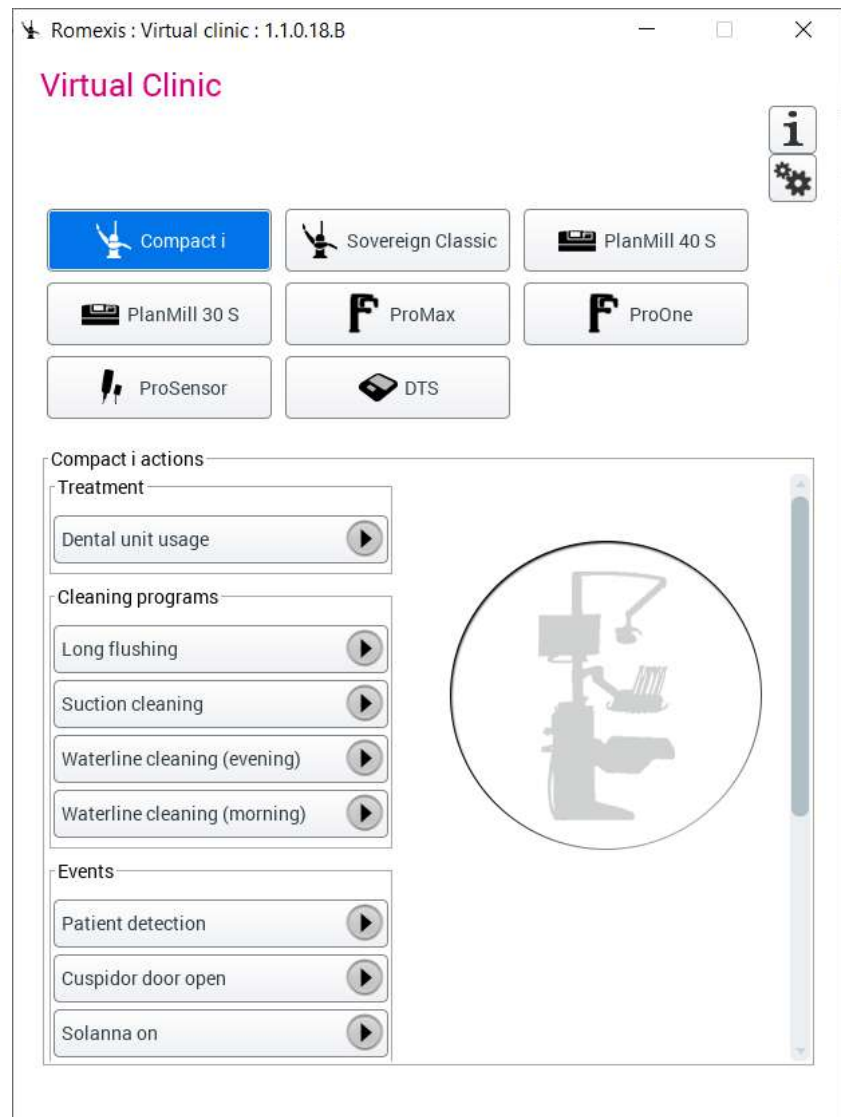 Romexis : Virtual clinic : 1.1.0.18.B
Virtual Clinic
i
Compact i
Sovereign Classic
PlanMill 40 S
PlanMill 30 S
ProMax
ProOne
ProSensor
DTS
Compact i actions
Treatment
Dental unit usage
Cleaning programs
Long flushing
Suction cleaning
Waterline cleaning (evening)
Waterline cleaning (morning)
Events
Patient detection
Cuspidor door open
Solanna on